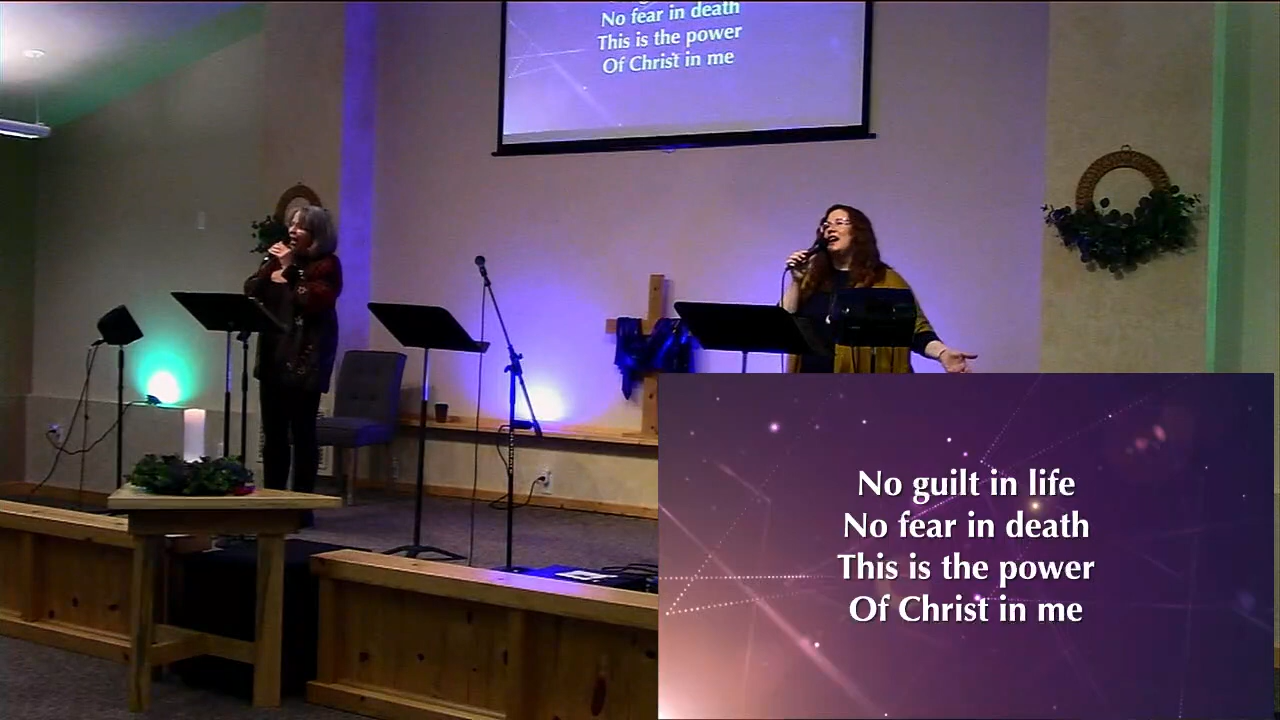 No fear in death
This is the power
Of Christ in me
No guilt in life
No fear in death
This is the power
Of Christ in me